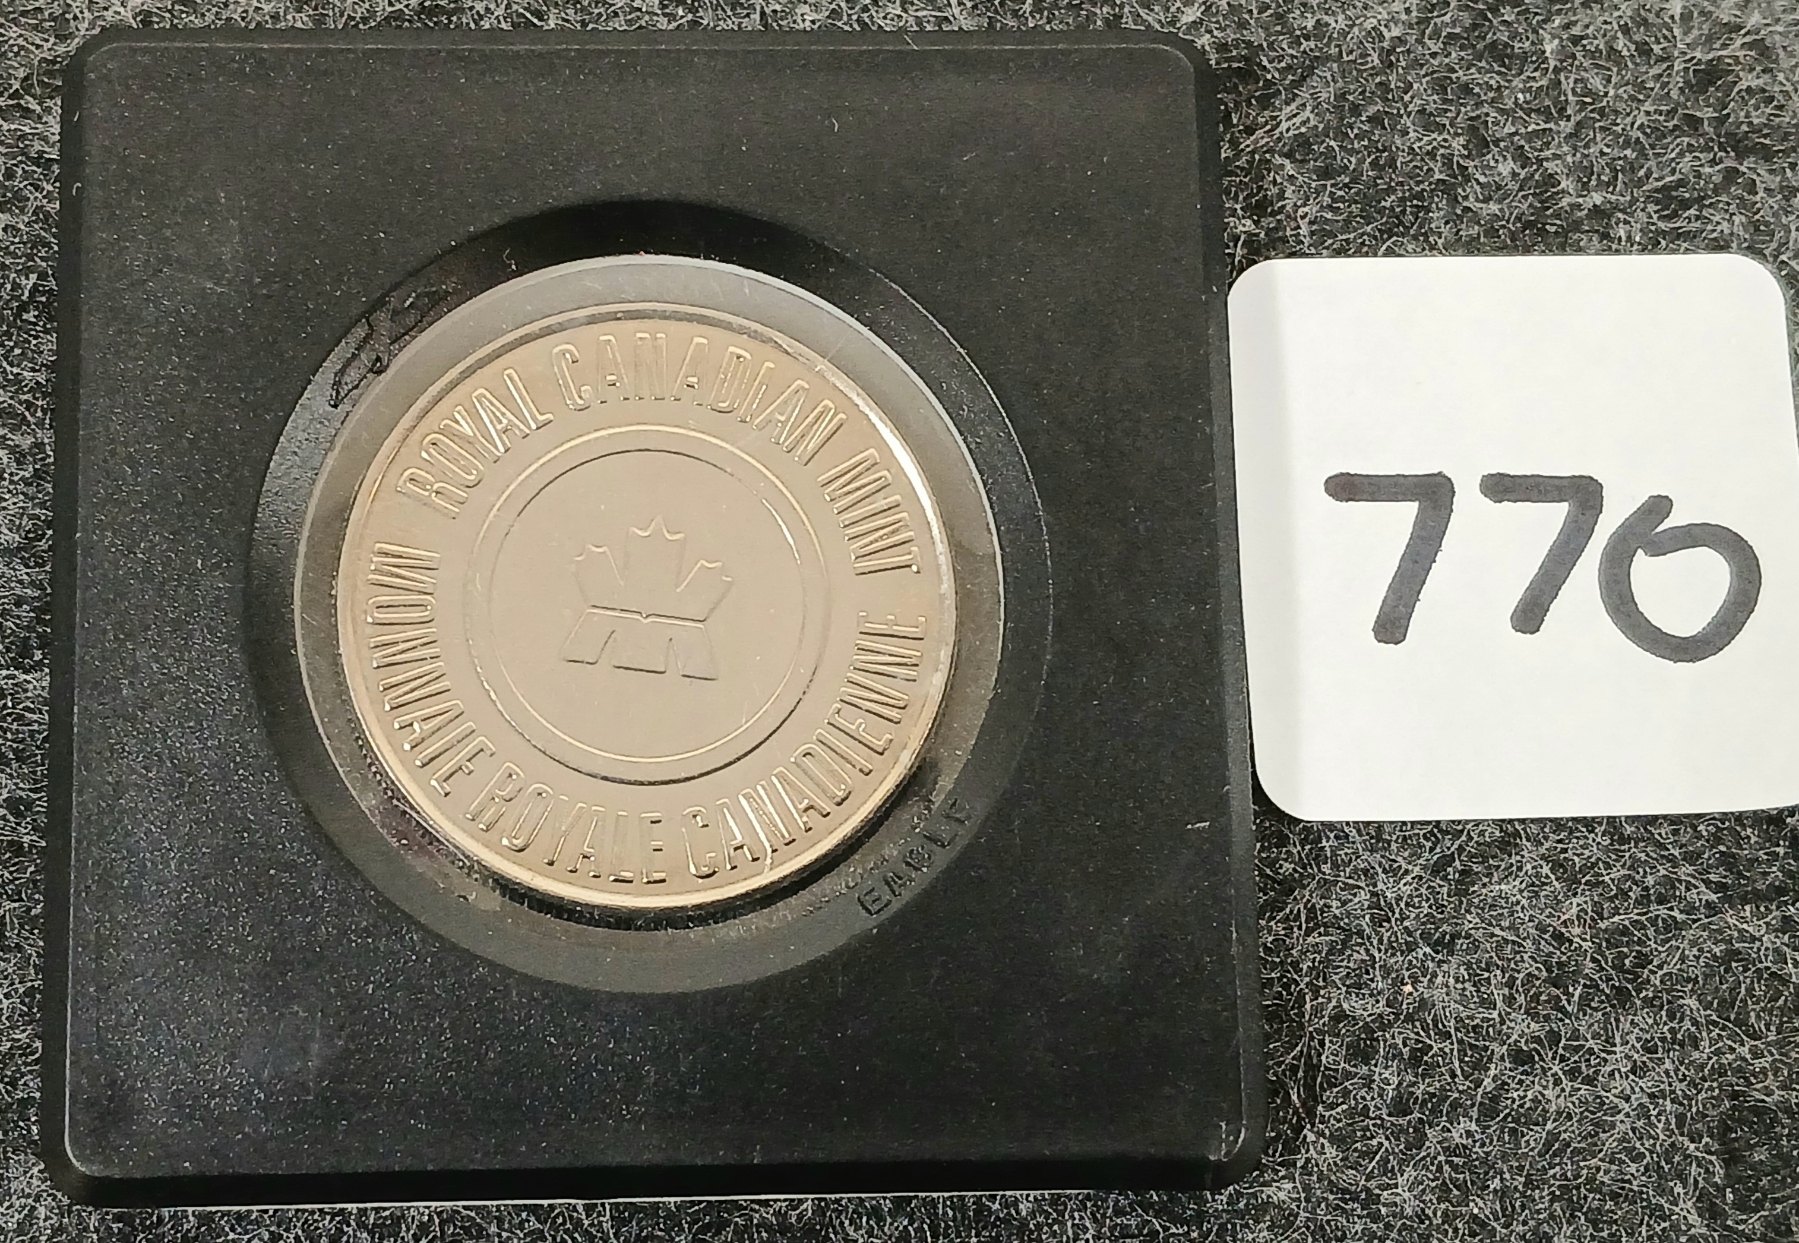 ROYAL CANADIAN MINT
MONNAIE ROYALE CANADIENNE
EAGLE
770